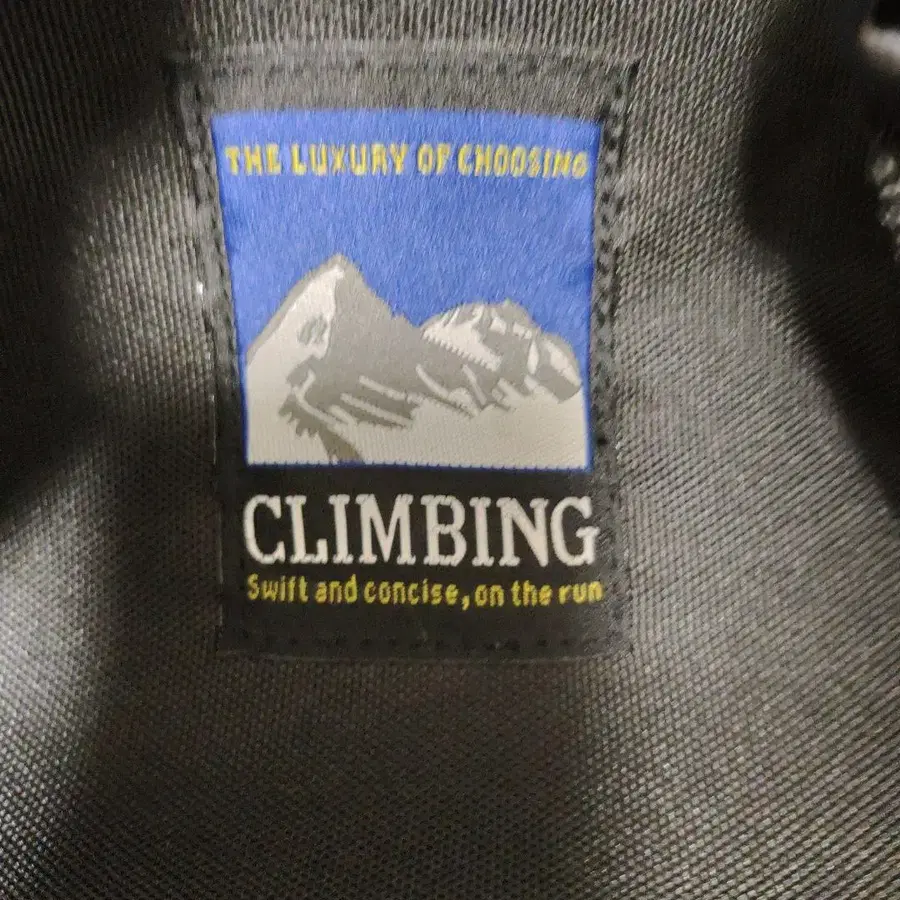 THE LUXURY OF CHOOSING
CLIMBING
Swift and concise, on the run